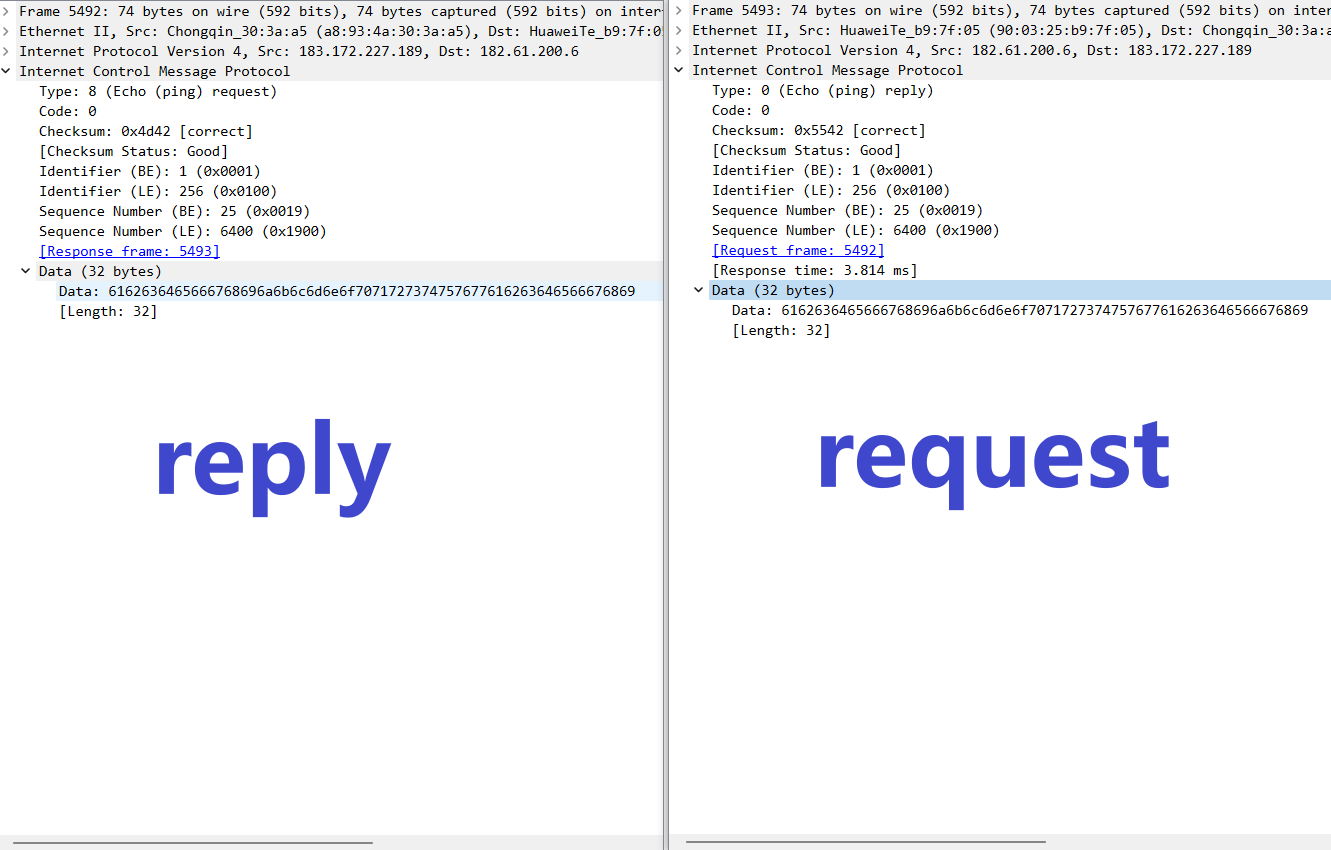 Frame 5492: 74 bytes on wire (592 bits), 74 bytes captured (592 bits) on inter
Ethernet II, Src: Chongqin_30:3a:a5 (a8:93:4a:30:3a:a5), Dst: HuaweiTe_b9:7f:0
Internet Protocol Version 4, Src: 183.172.227.189, Dst: 182.61.200.6
Internet Control Message Protocol
Type: 8 (Echo (ping) request)
Code: 0
Checksum: 0x4d42 [correct]
[Checksum Status: Good]
Identifier (BE): 1 (0x0001)
Identifier (LE): 256 (0x0100)
Sequence Number (BE): 25 (0x0019)
Sequence Number (LE): 6400 (0x1900)
[Response frame: 5493]
Data (32 bytes)
Data: 6162636465666768696a6b6c6d6e6f7071727374757677616263646566676869
[Length: 32]
reply
Frame 5493: 74 bytes on wire (592 bits), 74 bytes captured (592 bits) on inter
Ethernet II, Src: HuaweiTe_b9:7f:05 (90:03:25:b9:7f:05), Dst: Chongqin_30:3a:a
Internet Protocol Version 4, Src: 182.61.200.6, Dst: 183.172.227.189
Internet Control Message Protocol
Type: 0 (Echo (ping) reply)
Code: 0
Checksum: 0x5542 [correct]
[Checksum Status: Good]
Identifier (BE): 1 (0x0001)
Identifier (LE): 256 (0x0100)
Sequence Number (BE): 25 (0x0019)
Sequence Number (LE): 6400 (0x1900)
[Request frame: 5492]
[Response time: 3.814 ms]
Data (32 bytes)
Data: 6162636465666768696a6b6c6d6e6f7071727374757677616263646566676869
[Length: 32]
request